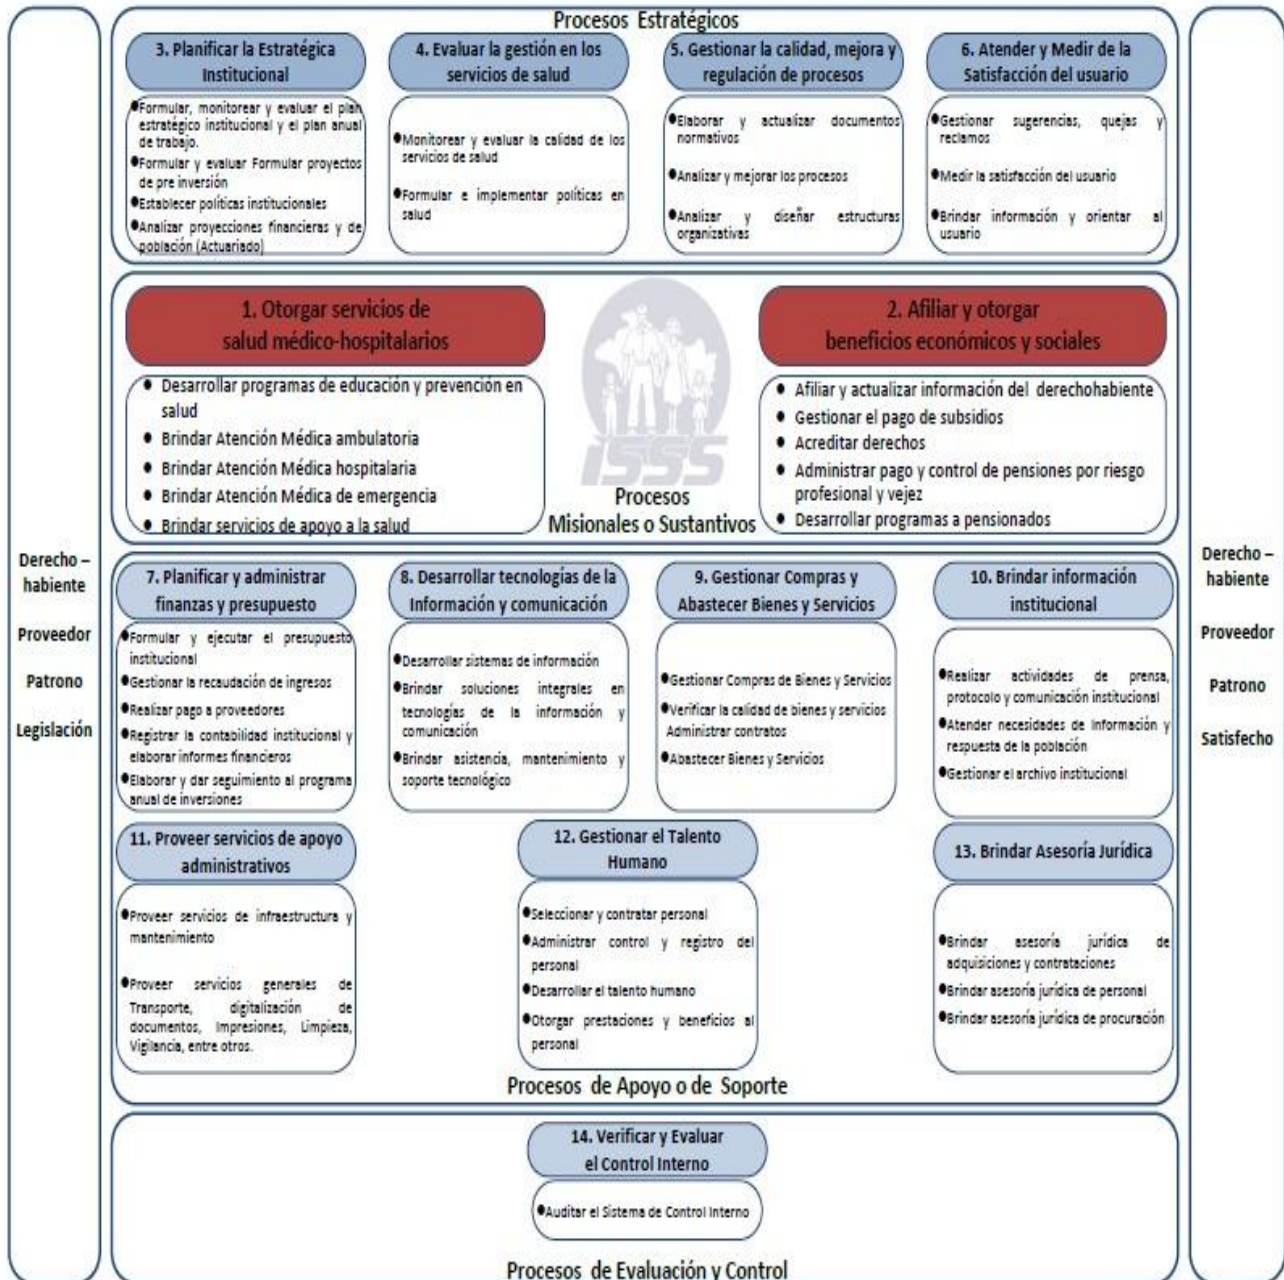 Procesos Estratégicos
3. Planificar la Estratégica
Institucional
●Formular, monitorear y evaluar el plan
estratégico institucional y el plan anual
de trabajo.
●Formular y evaluar Formular proyectos
de pre inversión
●Establecer políticas institucionales
●Analizar proyecciones financieras y de
población (Actuariado)
4. Evaluar la gestión en los
servicios de salud
●Monitorear y evaluar la calidad de los
servicios de salud
●Formular e implementar políticas en
salud
5. Gestionar la calidad, mejora y
regulación de procesos
●Elaborar y actualizar documentos
normativos
●Analizar y mejorar los procesos
●Analizar y diseñar estructuras
organizativas
6. Atender y Medir de la
Satisfacción del usuario
●Gestionar sugerencias, quejas y
reclamos
●Medir la satisfacción del usuario
●Brindar información y orientar al
usuario
1. Otorgar servicios de
salud médico-hospitalarios
● Desarrollar programas de educación y prevención en
salud
● Brindar Atención Médica ambulatoria
● Brindar Atención Médica hospitalaria
● Brindar Atención Médica de emergencia
● Brindar servicios de apoyo a la salud
ISSS
Procesos
Misionales o Sustantivos
2. Afiliar y otorgar
beneficios económicos y sociales
● Afiliar y actualizar información del derechohabiente
● Gestionar el pago de subsidios
● Acreditar derechos
● Administrar pago y control de pensiones por riesgo
profesional y vejez
● Desarrollar programas a pensionados
Derecho –
habiente
Proveedor
Patrono
Legislación
7. Planificar y administrar
finanzas y presupuesto
●Formular y ejecutar el presupuesto
institucional
●Gestionar la recaudación de ingresos
●Realizar pago a proveedores
●Registrar la contabilidad institucional y
elaborar informes financieros
●Elaborar y dar seguimiento al programa
anual de inversiones
8. Desarrollar tecnologías de la
Información y comunicación
●Desarrollar sistemas de información
●Brindar soluciones integrales en
tecnologías de la información y
comunicación
●Brindar asistencia, mantenimiento y
soporte tecnológico
9. Gestionar Compras y
Abastecer Bienes y Servicios
●Gestionar Compras de Bienes y Servicios
●Verificar la calidad de bienes y servicios
Administrar contratos
●Abastecer Bienes y Servicios
10. Brindar información
institucional
●Realizar actividades de prensa,
protocolo y comunicación institucional
●Atender necesidades de Información y
respuesta de la población
●Gestionar el archivo institucional
11. Proveer servicios de apoyo
administrativos
●Proveer servicios de infraestructura y
mantenimiento
●Proveer servicios generales de
Transporte, digitalización de
documentos, Impresiones, Limpieza,
Vigilancia, entre otros.
12. Gestionar el Talento
Humano
●Seleccionar y contratar personal
●Administrar control y registro del
personal
●Desarrollar el talento humano
●Otorgar prestaciones y beneficios al
personal
13. Brindar Asesoría Jurídica
●Brindar asesoría jurídica de
adquisiciones y contrataciones
●Brindar asesoría jurídica de personal
●Brindar asesoría jurídica de procuración
Procesos de Apoyo o de Soporte
Derecho –
habiente
Proveedor
Patrono
Satisfecho
14. Verificar y Evaluar
el Control Interno
●Auditar el Sistema de Control Interno
Procesos de Evaluación y Control